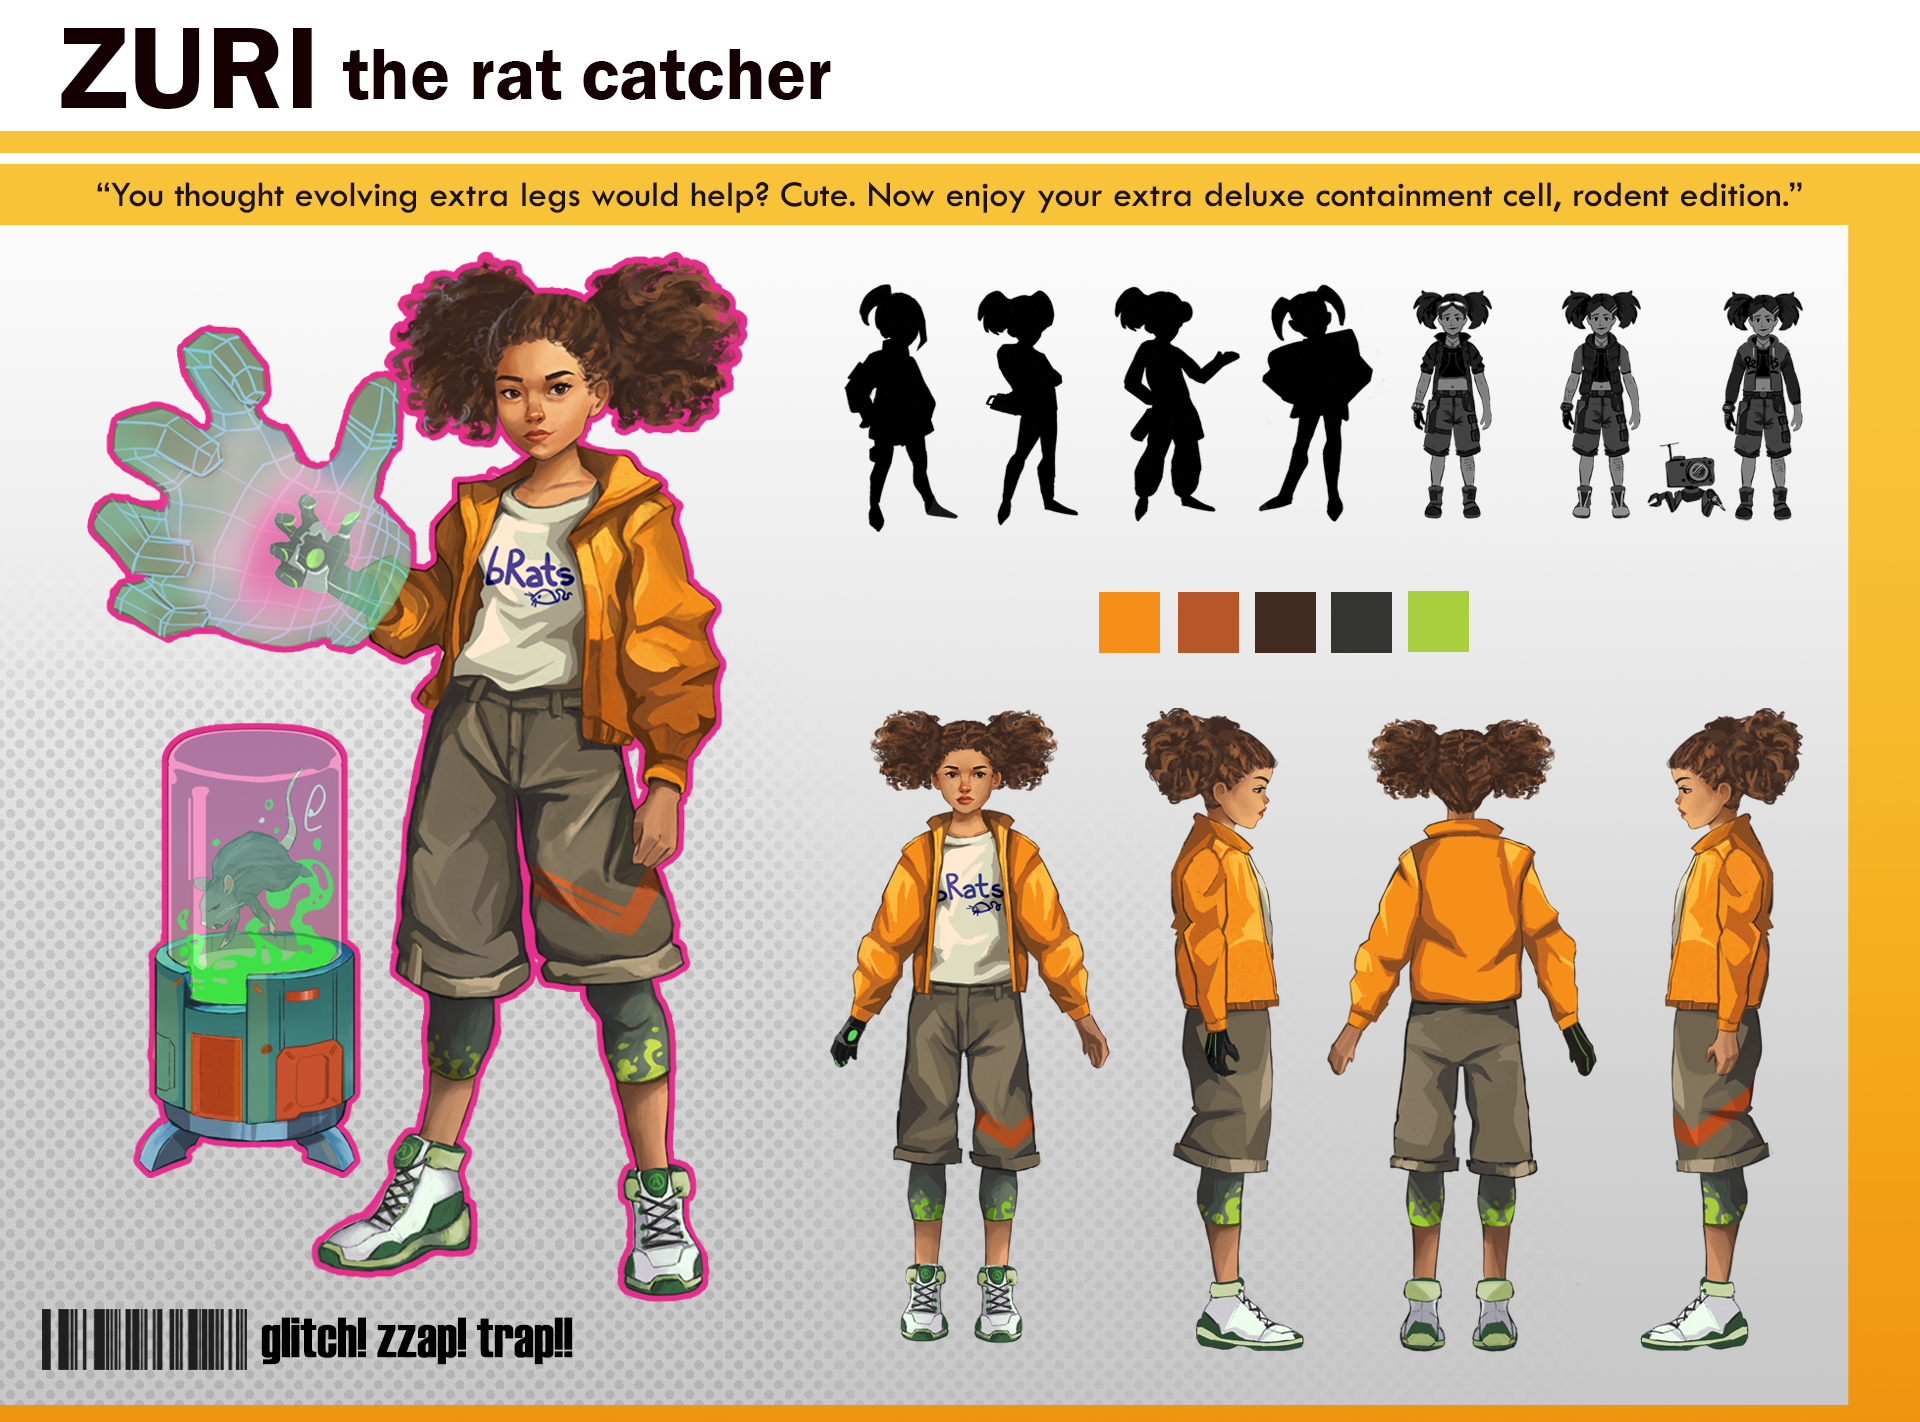 ZURI the rat catcher
“You thought evolving extra legs would help? Cute. Now enjoy your extra deluxe containment cell, rodent edition.”
bRats
bRats
glitch! zzap! trap!!